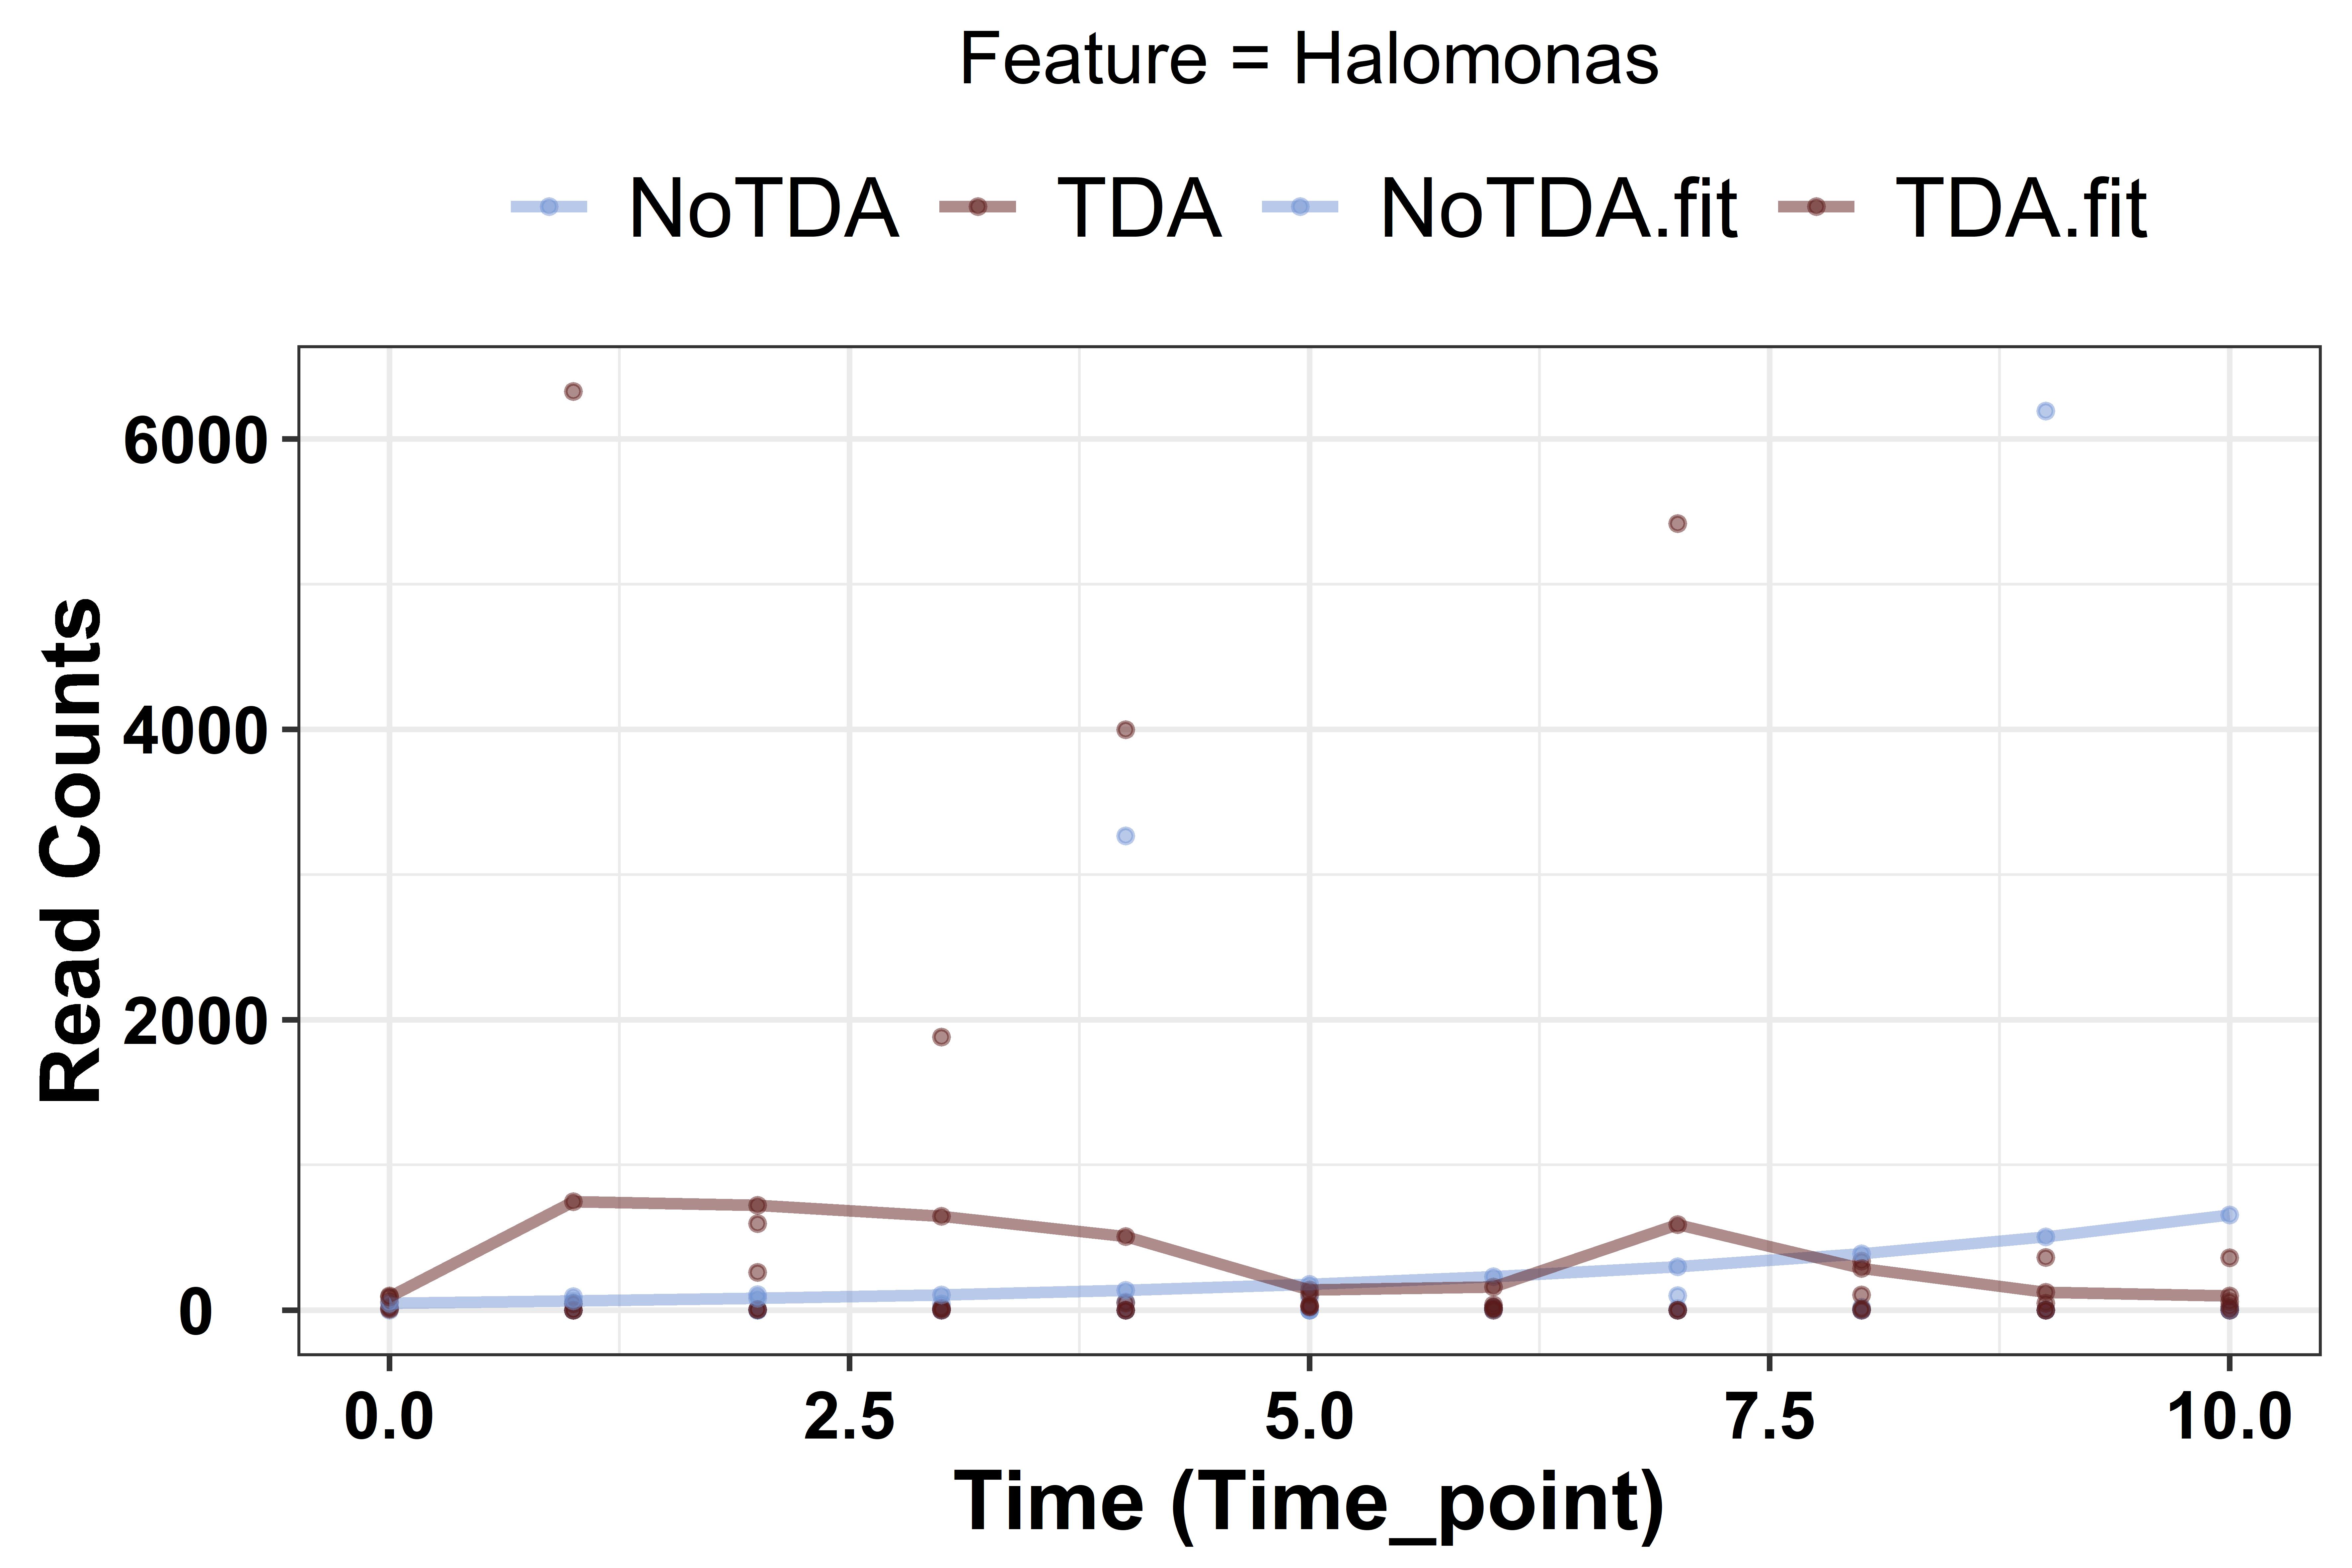 Feature = Halomonas
NoTDA TDA NoTDA.fit TDA.fit
Read Counts
6000
4000
2000
0
0.0 2.5 5.0 7.5 10.0
Time (Time_point)